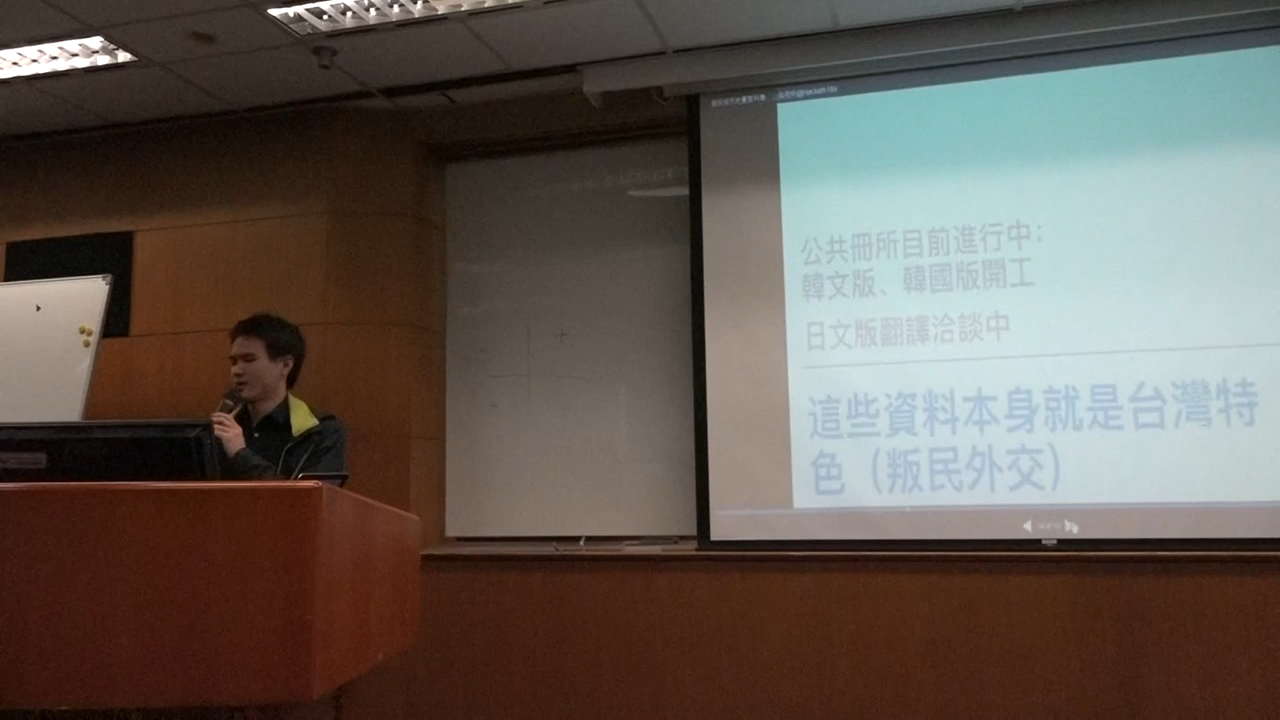 公共冊所目前進行中：
韓文版、韓國版開工
日文版翻譯洽談中
這些資料本身就是台灣特
色（叛民外交）